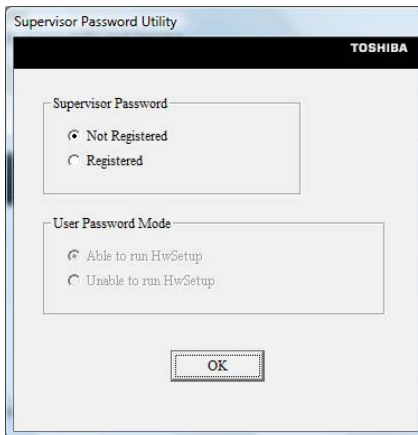 Supervisor Password Utility
TOSHIBA
Supervisor Password
Not Registered
Registered
User Password Mode
Able to run HwSetup
Unable to run HwSetup
OK